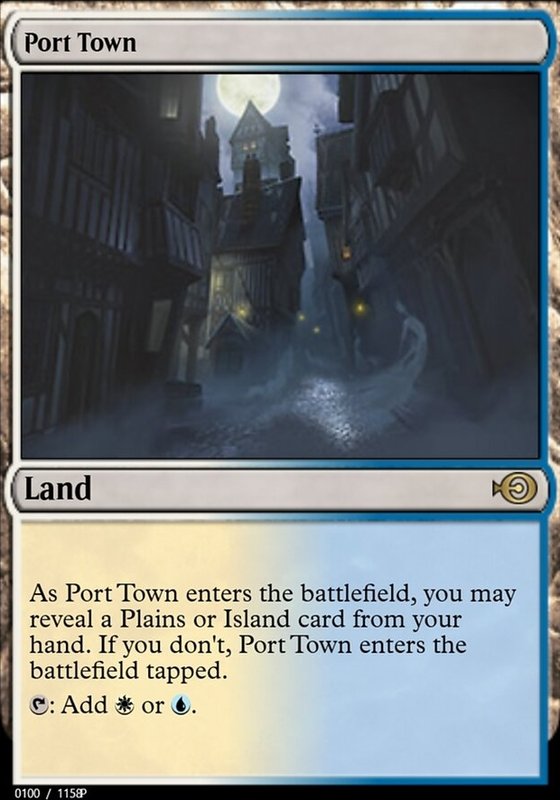 Port Town
Land
As Port Town enters the battlefield, you may
reveal a Plains or Island card from your
hand. If you don't, Port Town enters the
battlefield tapped.
: Add or .
0100 / 1158P